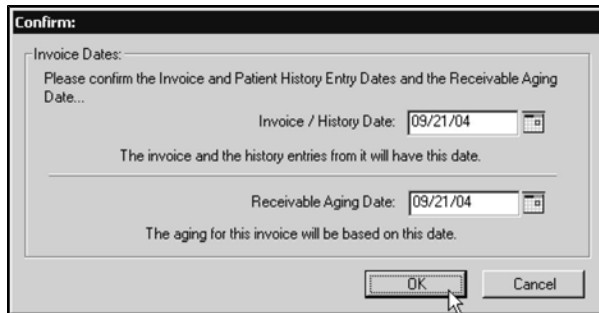 Confirm:
Invoice Dates:
Please confirm the Invoice and Patient History Entry Dates and the Receivable Aging
Date...
Invoice / History Date: 09/21/04
The invoice and the history entries from it will have this date.
Receivable Aging Date: 09/21/04
The aging for this invoice will be based on this date.
OK Cancel